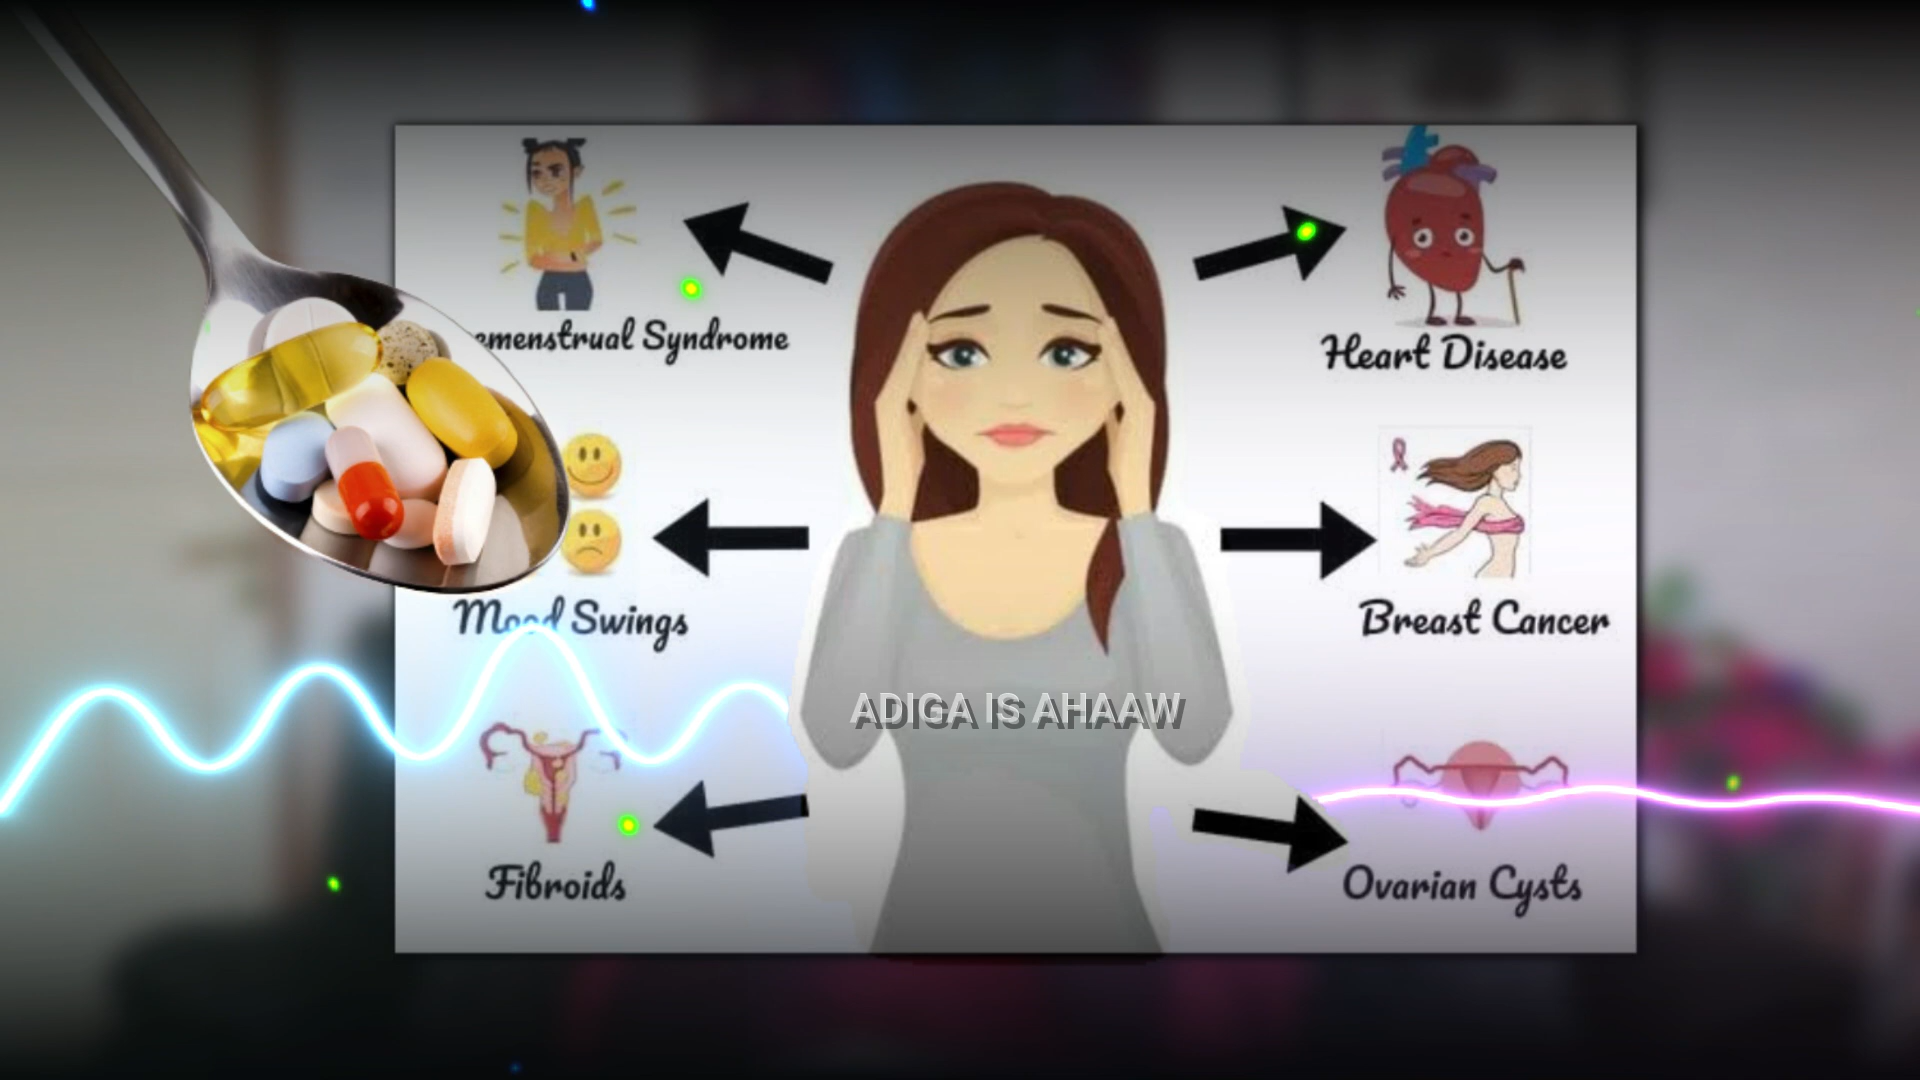 emenstrual Syndrome
Heart Disease
Mood Swings
Breast Cancer
ADIGA IS AHAAW
Fibroids
Ovarian Cysts